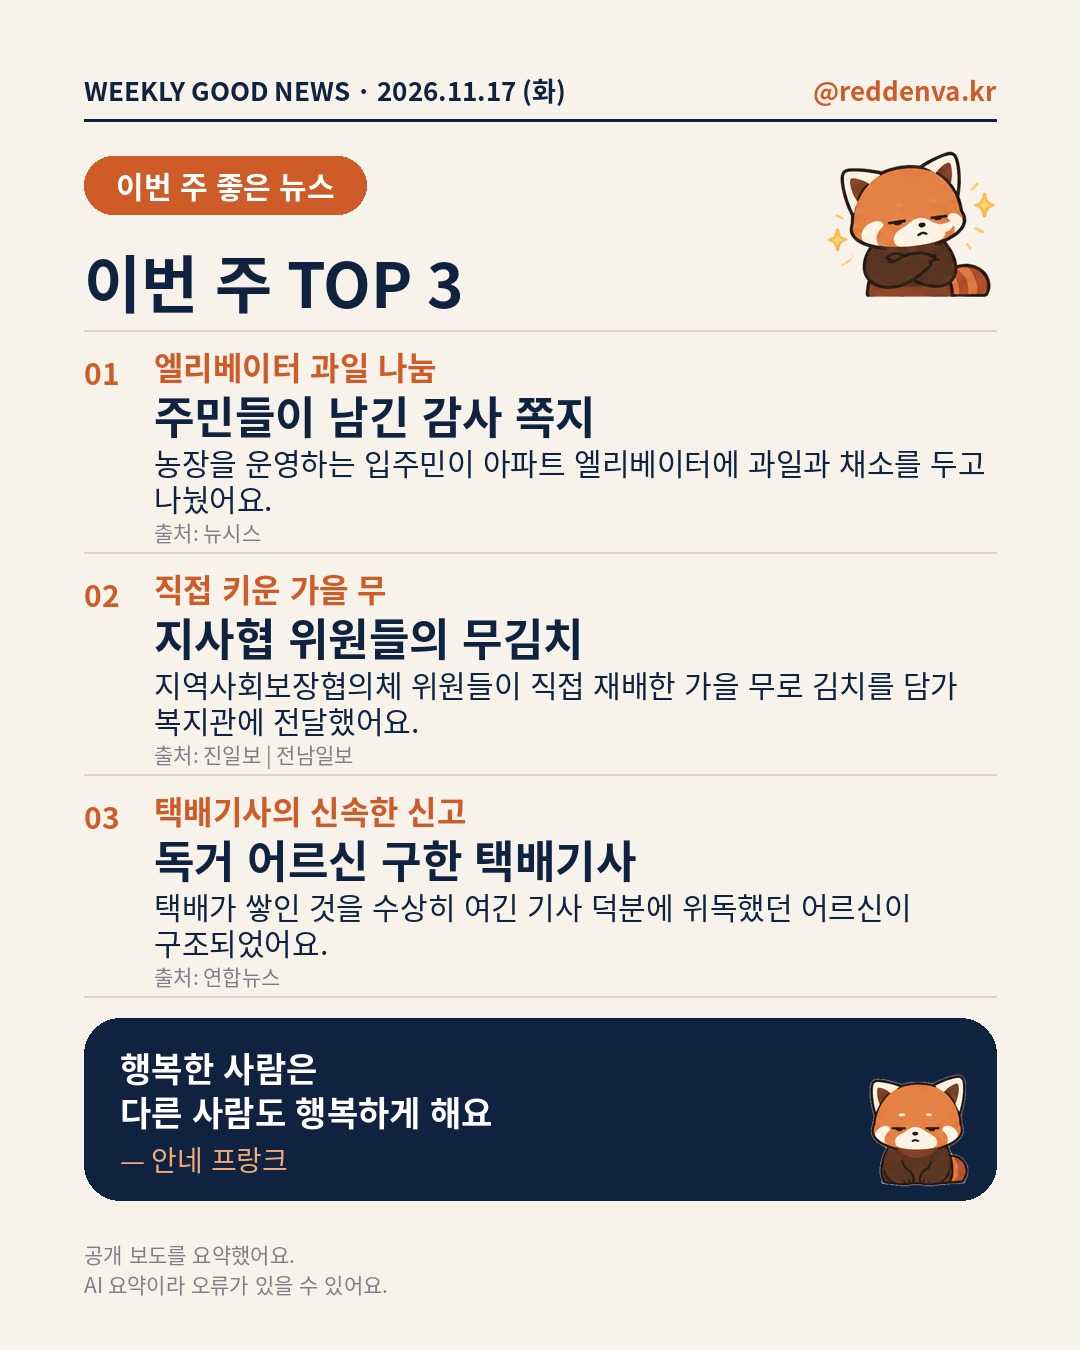 WEEKLY GOOD NEWS · 2026.11.17 (화)
@reddenva.kr
이번 주 좋은 뉴스
이번 주 TOP 3
01
엘리베이터 과일 나눔
주민들이 남긴 감사 쪽지
농장을 운영하는 입주민이 아파트 엘리베이터에 과일과 채소를 두고
나눴어요.
출처: 뉴시스
02
직접 키운 가을 무
지사협 위원들의 무김치
지역사회보장협의체 위원들이 직접 재배한 가을 무로 김치를 담가
복지관에 전달했어요.
출처: 진일보 | 전남일보
03
택배기사의 신속한 신고
독거 어르신 구한 택배기사
택배가 쌓인 것을 수상히 여긴 기사 덕분에 위독했던 어르신이
구조되었어요.
출처: 연합뉴스
행복한 사람은
다른 사람도 행복하게 해요
— 안네 프랑크
공개 보도를 요약했어요.
AI 요약이라 오류가 있을 수 있어요.